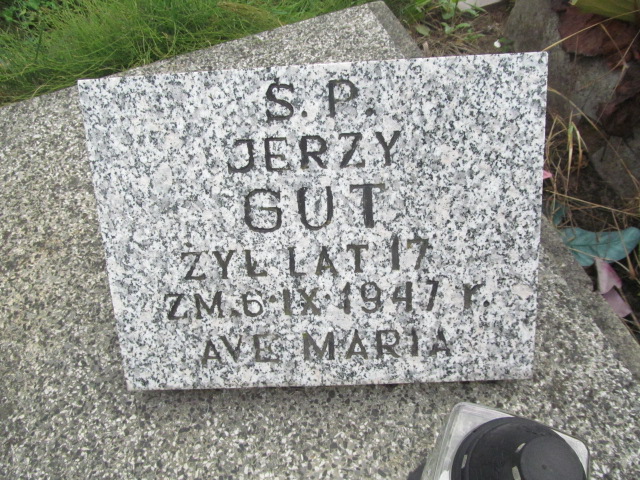 Ś.P.
JERZY
GUT
ŻYŁ LAT 17
ZM.6.IX.1947 r.
AVE MARIA